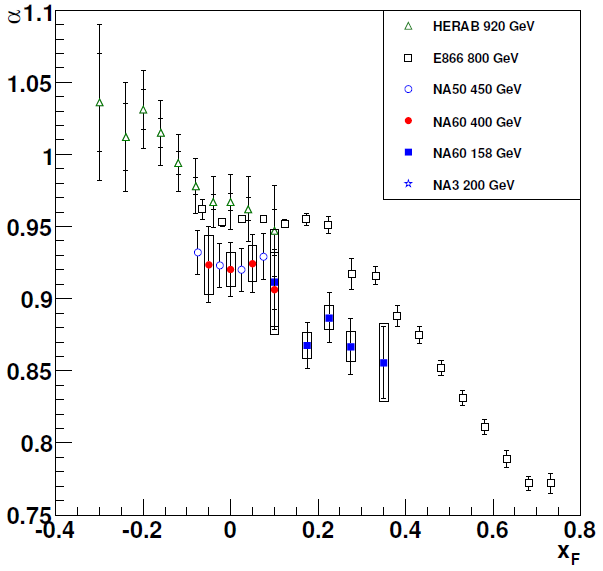 α
1.1
1.05
1
0.95
0.9
0.85
0.8
0.75
-0.4
-0.2
0
0.2
0.4
0.6
0.8
x_F
HERAB 920 GeV
E866 800 GeV
NA50 450 GeV
NA60 400 GeV
NA60 158 GeV
NA3 200 GeV